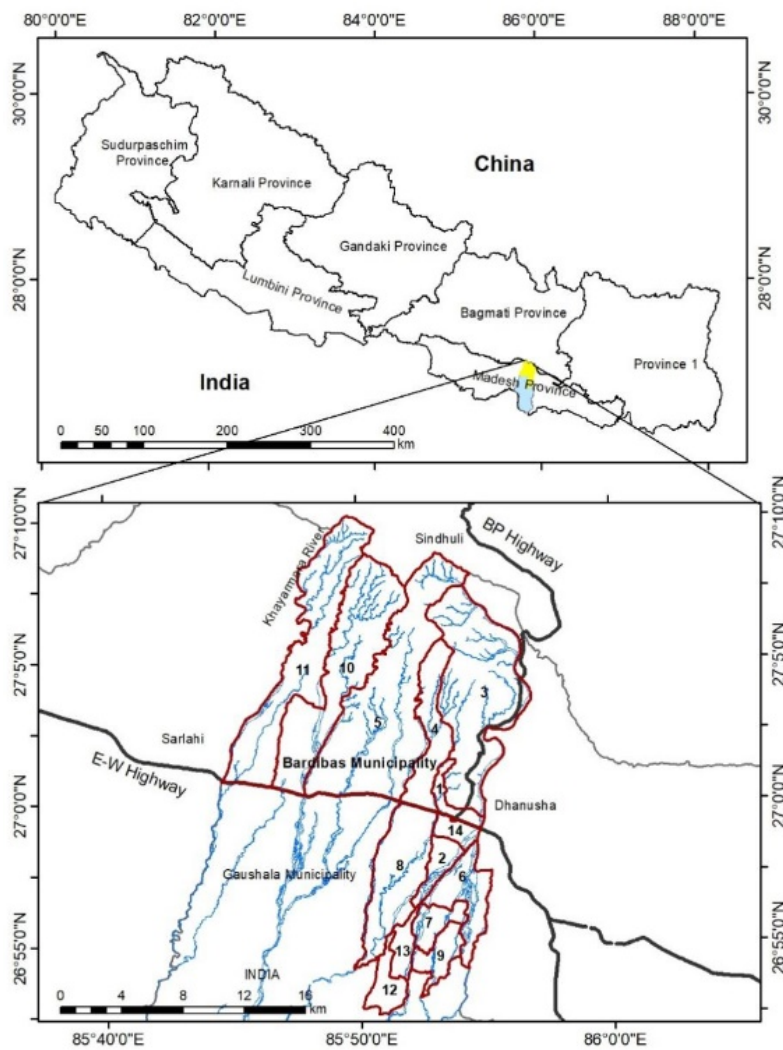 80°0'0"E 82°0'0"E 84°0'0"E 86°0'0"E 88°0'0"E
30°0'0"N
30°0'0"N
Sudurpaschim
Province
China
Karnali Province
Gandaki Province
28°0'0"N
28°0'0"N
Lumbini Province
Bagmati Province
Province 1
India
Madesh Province
0 50 100 200 300 400
km
27°10'0"N
27°10'0"N
Sindhuli
BP Highway
Khayarmara River
27°5'0"N
27°5'0"N
11
10
3
5
4
Sarlahi
Bardibas Municipality
E-W Highway
1
Dhanusha
27°0'0"N
27°0'0"N
14
2
8
6
Gaushala Municipality
7
26°55'0"N
26°55'0"N
13
9
INDIA
12
0 4 8 12 16
km
85°40'0"E 85°50'0"E 86°0'0"E